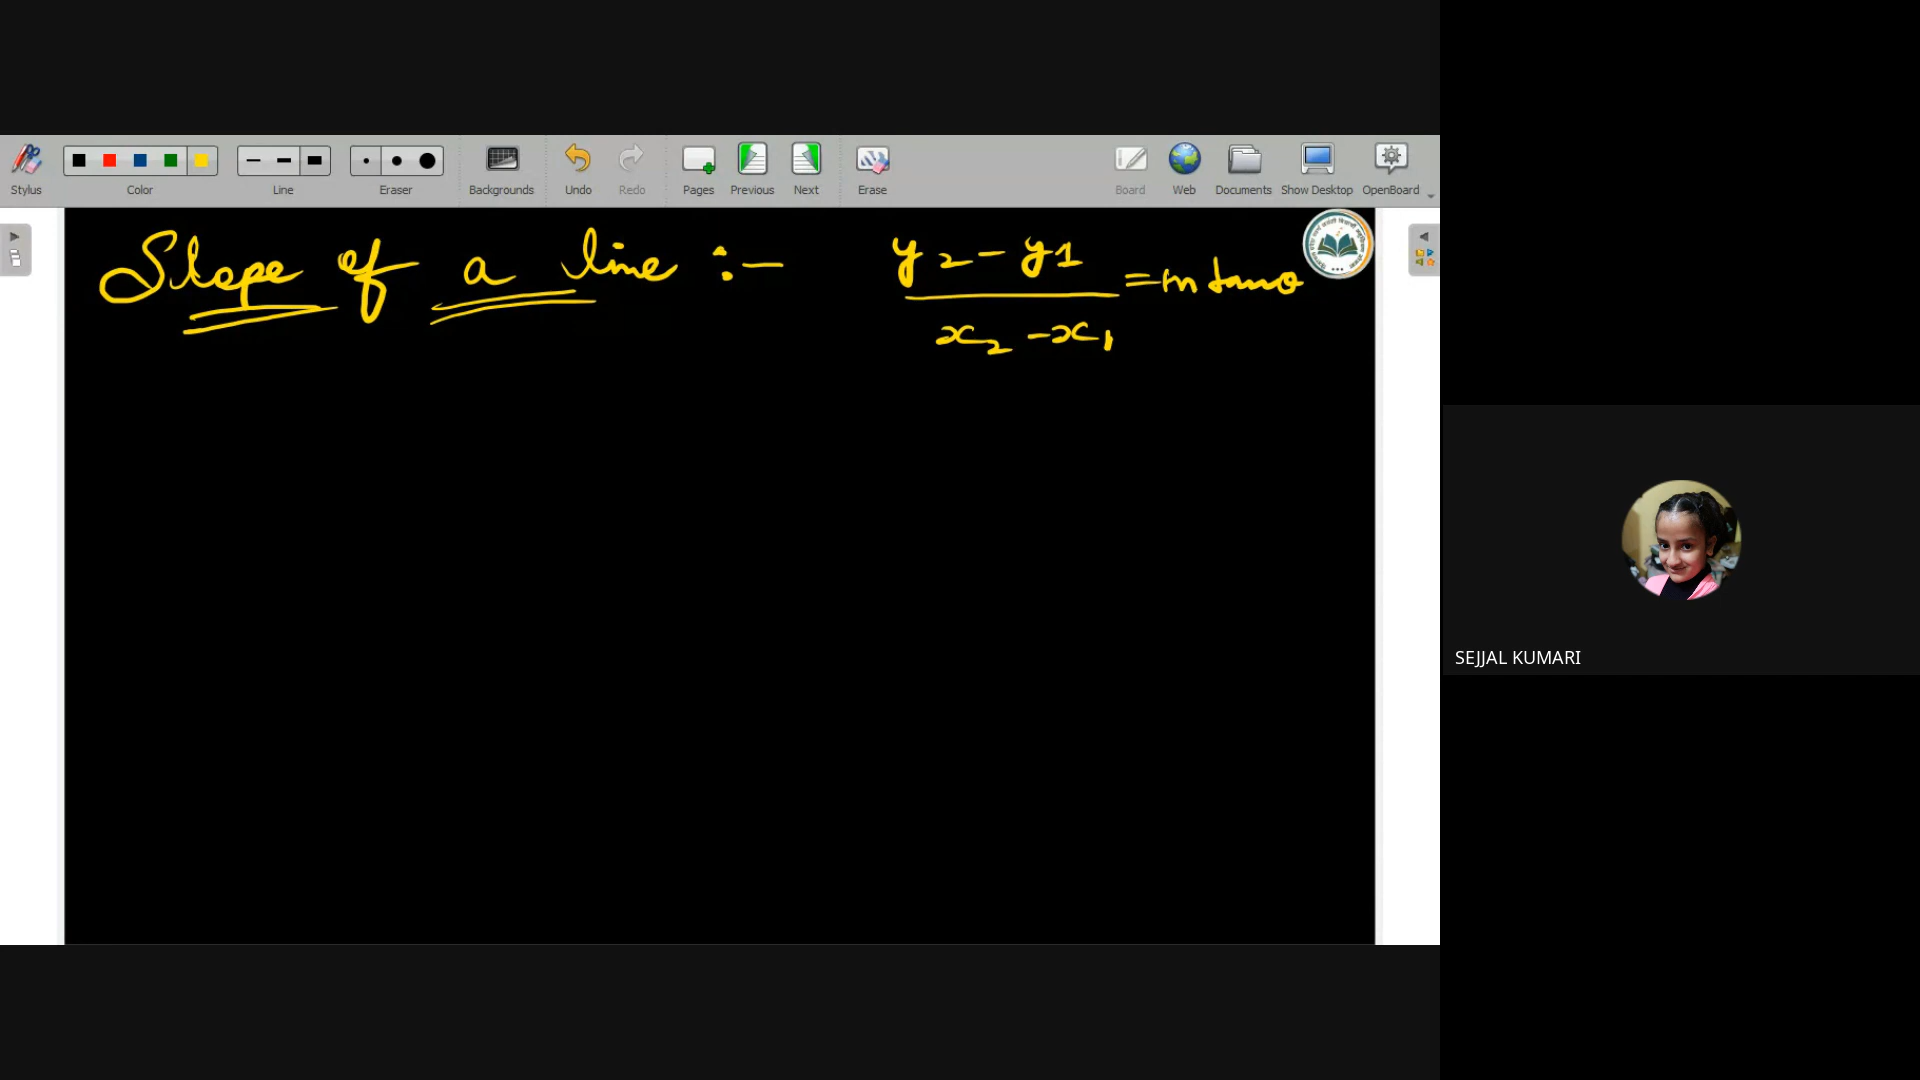 Stylus Color Line Eraser Backgrounds Undo Redo Pages Previous Next Erase Board Web Documents Show Desktop OpenBoard
Slope of a line :- y2 - y1 / x2 - x1 = m tanθ
SEJJAL KUMARI